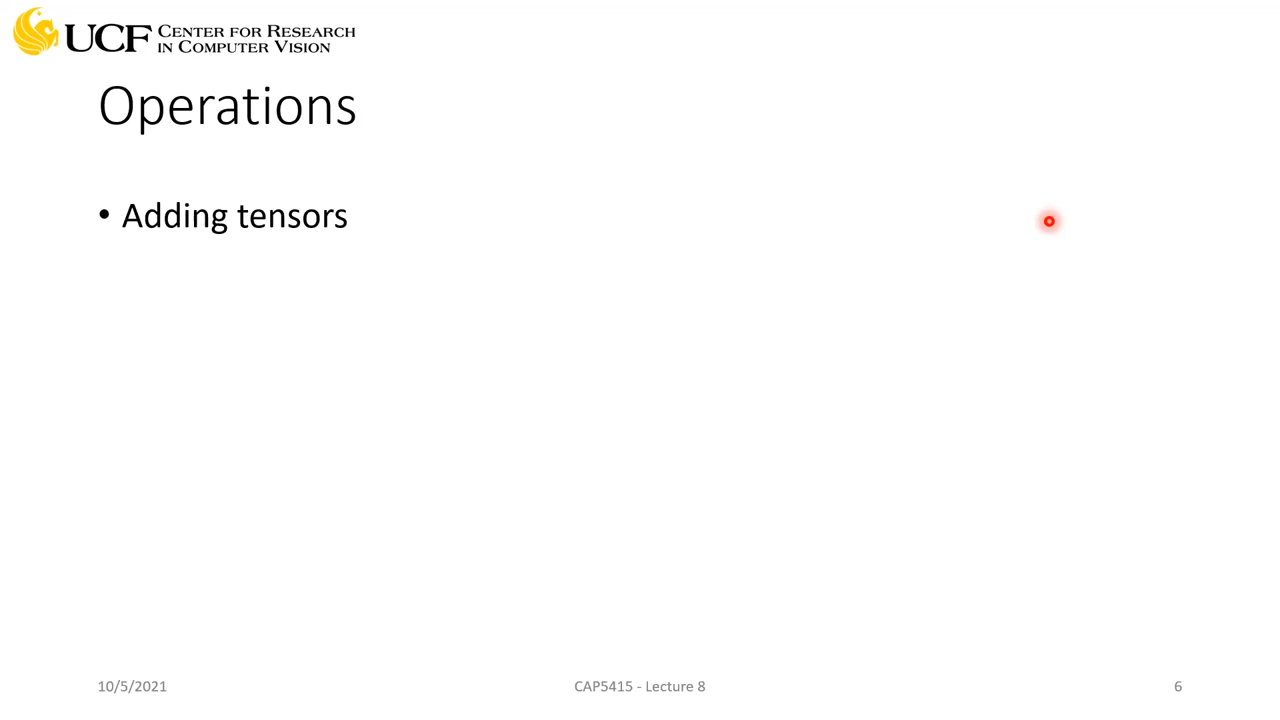 UCF CENTER FOR RESEARCH
IN COMPUTER VISION
Operations
• Adding tensors
10/5/2021
CAP5415 - Lecture 8
6